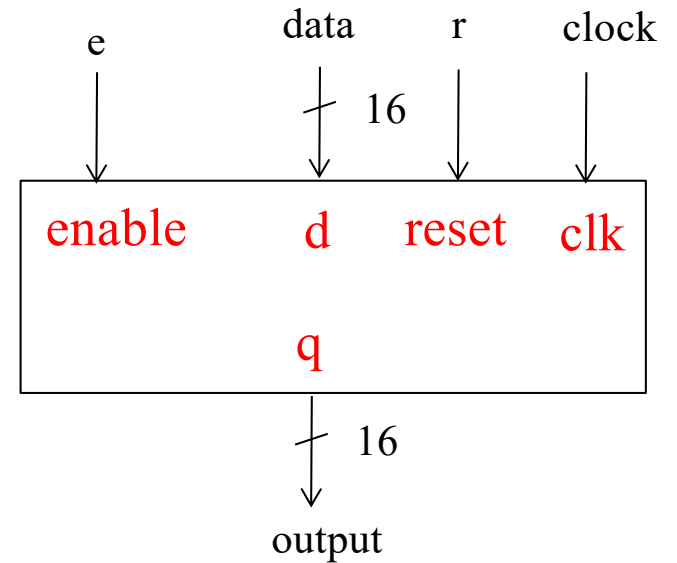 e data r clock
16
enable d reset clk
q
16
output